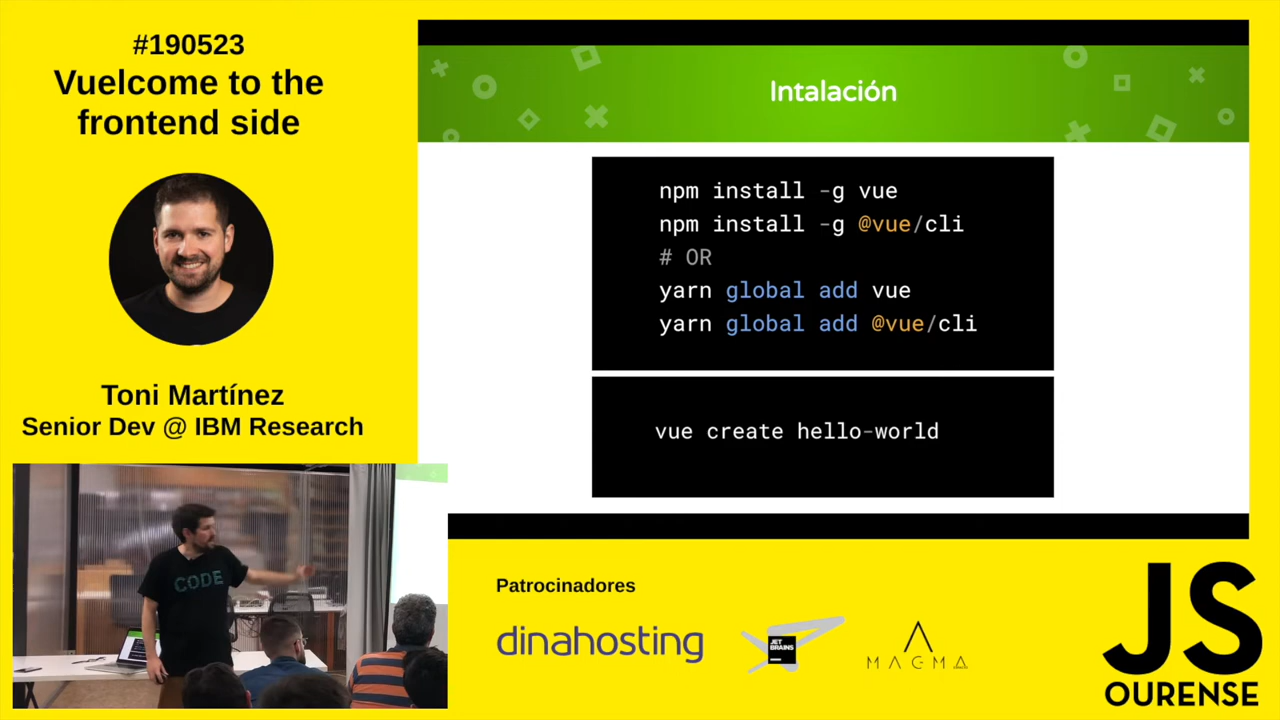 #190523
Vuelcome to the
frontend side
Toni Martínez
Senior Dev @ IBM Research
Intalación
npm install -g vue
npm install -g @vue/cli
# OR
yarn global add vue
yarn global add @vue/cli
vue create hello-world
CODE
Patrocinadores
dinahosting
JET
BRAINS
MAGMA
JS
OURENSE